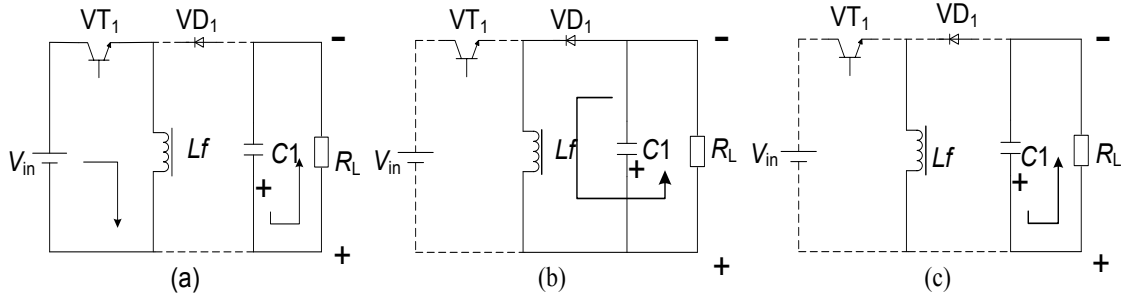 VT1 VD1
-
Vin Lf C1 RL
+
+
(a)
VT1 VD1
-
Vin Lf C1 RL
+
+
(b)
VT1 VD1
-
Vin Lf C1 RL
+
+
(c)